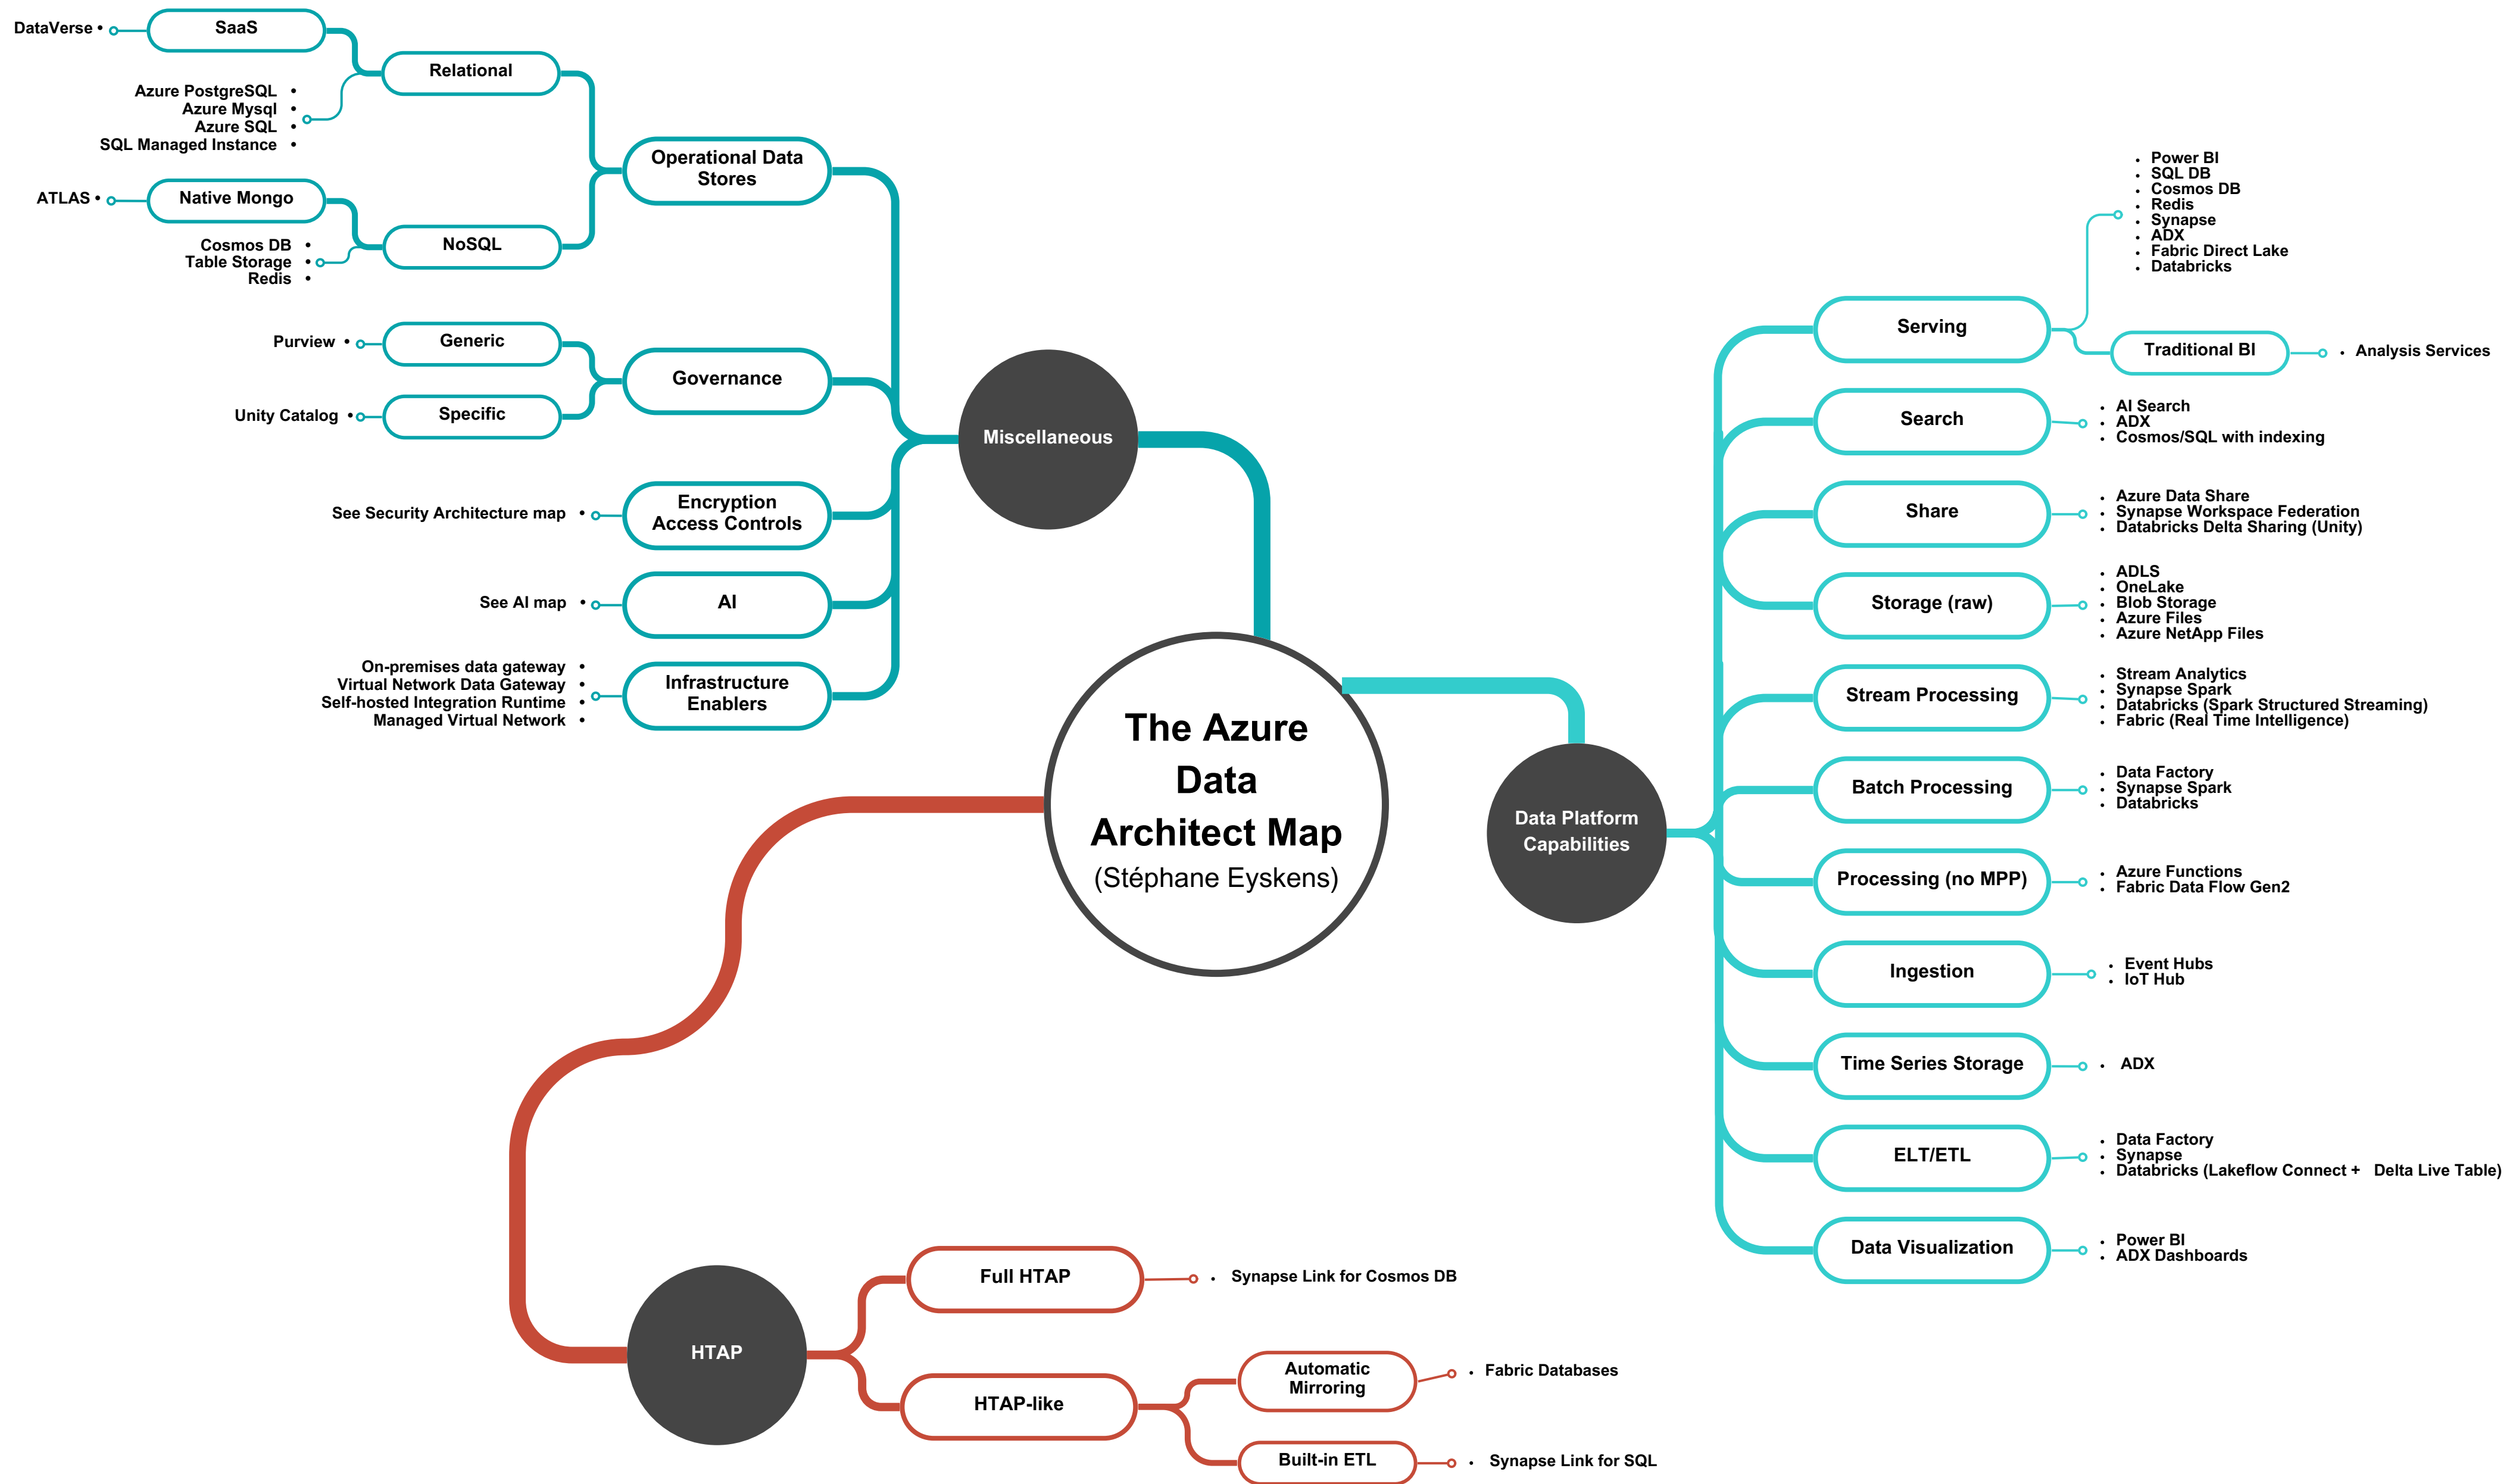 SaaS
DataVerse •
Relational
Azure PostgreSQL •
Azure Mysql •
Azure SQL •
SQL Managed Instance •
Operational Data
Stores
Native Mongo
ATLAS •
NoSQL
Cosmos DB •
Table Storage •
Redis •
Generic
Purview •
Governance
Specific
Unity Catalog •
Miscellaneous
Encryption
Access Controls
See Security Architecture map •
AI
See AI map •
Infrastructure
Enablers
On-premises data gateway •
Virtual Network Data Gateway •
Self-hosted Integration Runtime •
Managed Virtual Network •
The Azure
Data
Architect Map
(Stéphane Eyskens)
Data Platform
Capabilities
Serving
• Power BI
• SQL DB
• Cosmos DB
• Redis
• Synapse
• ADX
• Fabric Direct Lake
• Databricks
Traditional BI
• Analysis Services
Search
• AI Search
• ADX
• Cosmos/SQL with indexing
Share
• Azure Data Share
• Synapse Workspace Federation
• Databricks Delta Sharing (Unity)
Storage (raw)
• ADLS
• OneLake
• Blob Storage
• Azure Files
• Azure NetApp Files
Stream Processing
• Stream Analytics
• Synapse Spark
• Databricks (Spark Structured Streaming)
• Fabric (Real Time Intelligence)
Batch Processing
• Data Factory
• Synapse Spark
• Databricks
Processing (no MPP)
• Azure Functions
• Fabric Data Flow Gen2
Ingestion
• Event Hubs
• IoT Hub
Time Series Storage
• ADX
ELT/ETL
• Data Factory
• Synapse
• Databricks (Lakeflow Connect + Delta Live Table)
Data Visualization
• Power BI
• ADX Dashboards
HTAP
Full HTAP
• Synapse Link for Cosmos DB
HTAP-like
Automatic
Mirroring
• Fabric Databases
Built-in ETL
• Synapse Link for SQL